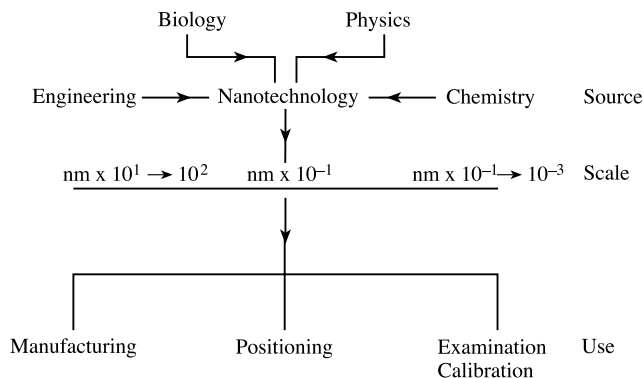 Biology Physics
Engineering Nanotechnology Chemistry Source
nm x 10¹ → 10² nm x 10⁻¹ nm x 10⁻¹→ 10⁻³ Scale
Manufacturing Positioning Examination Use
Calibration